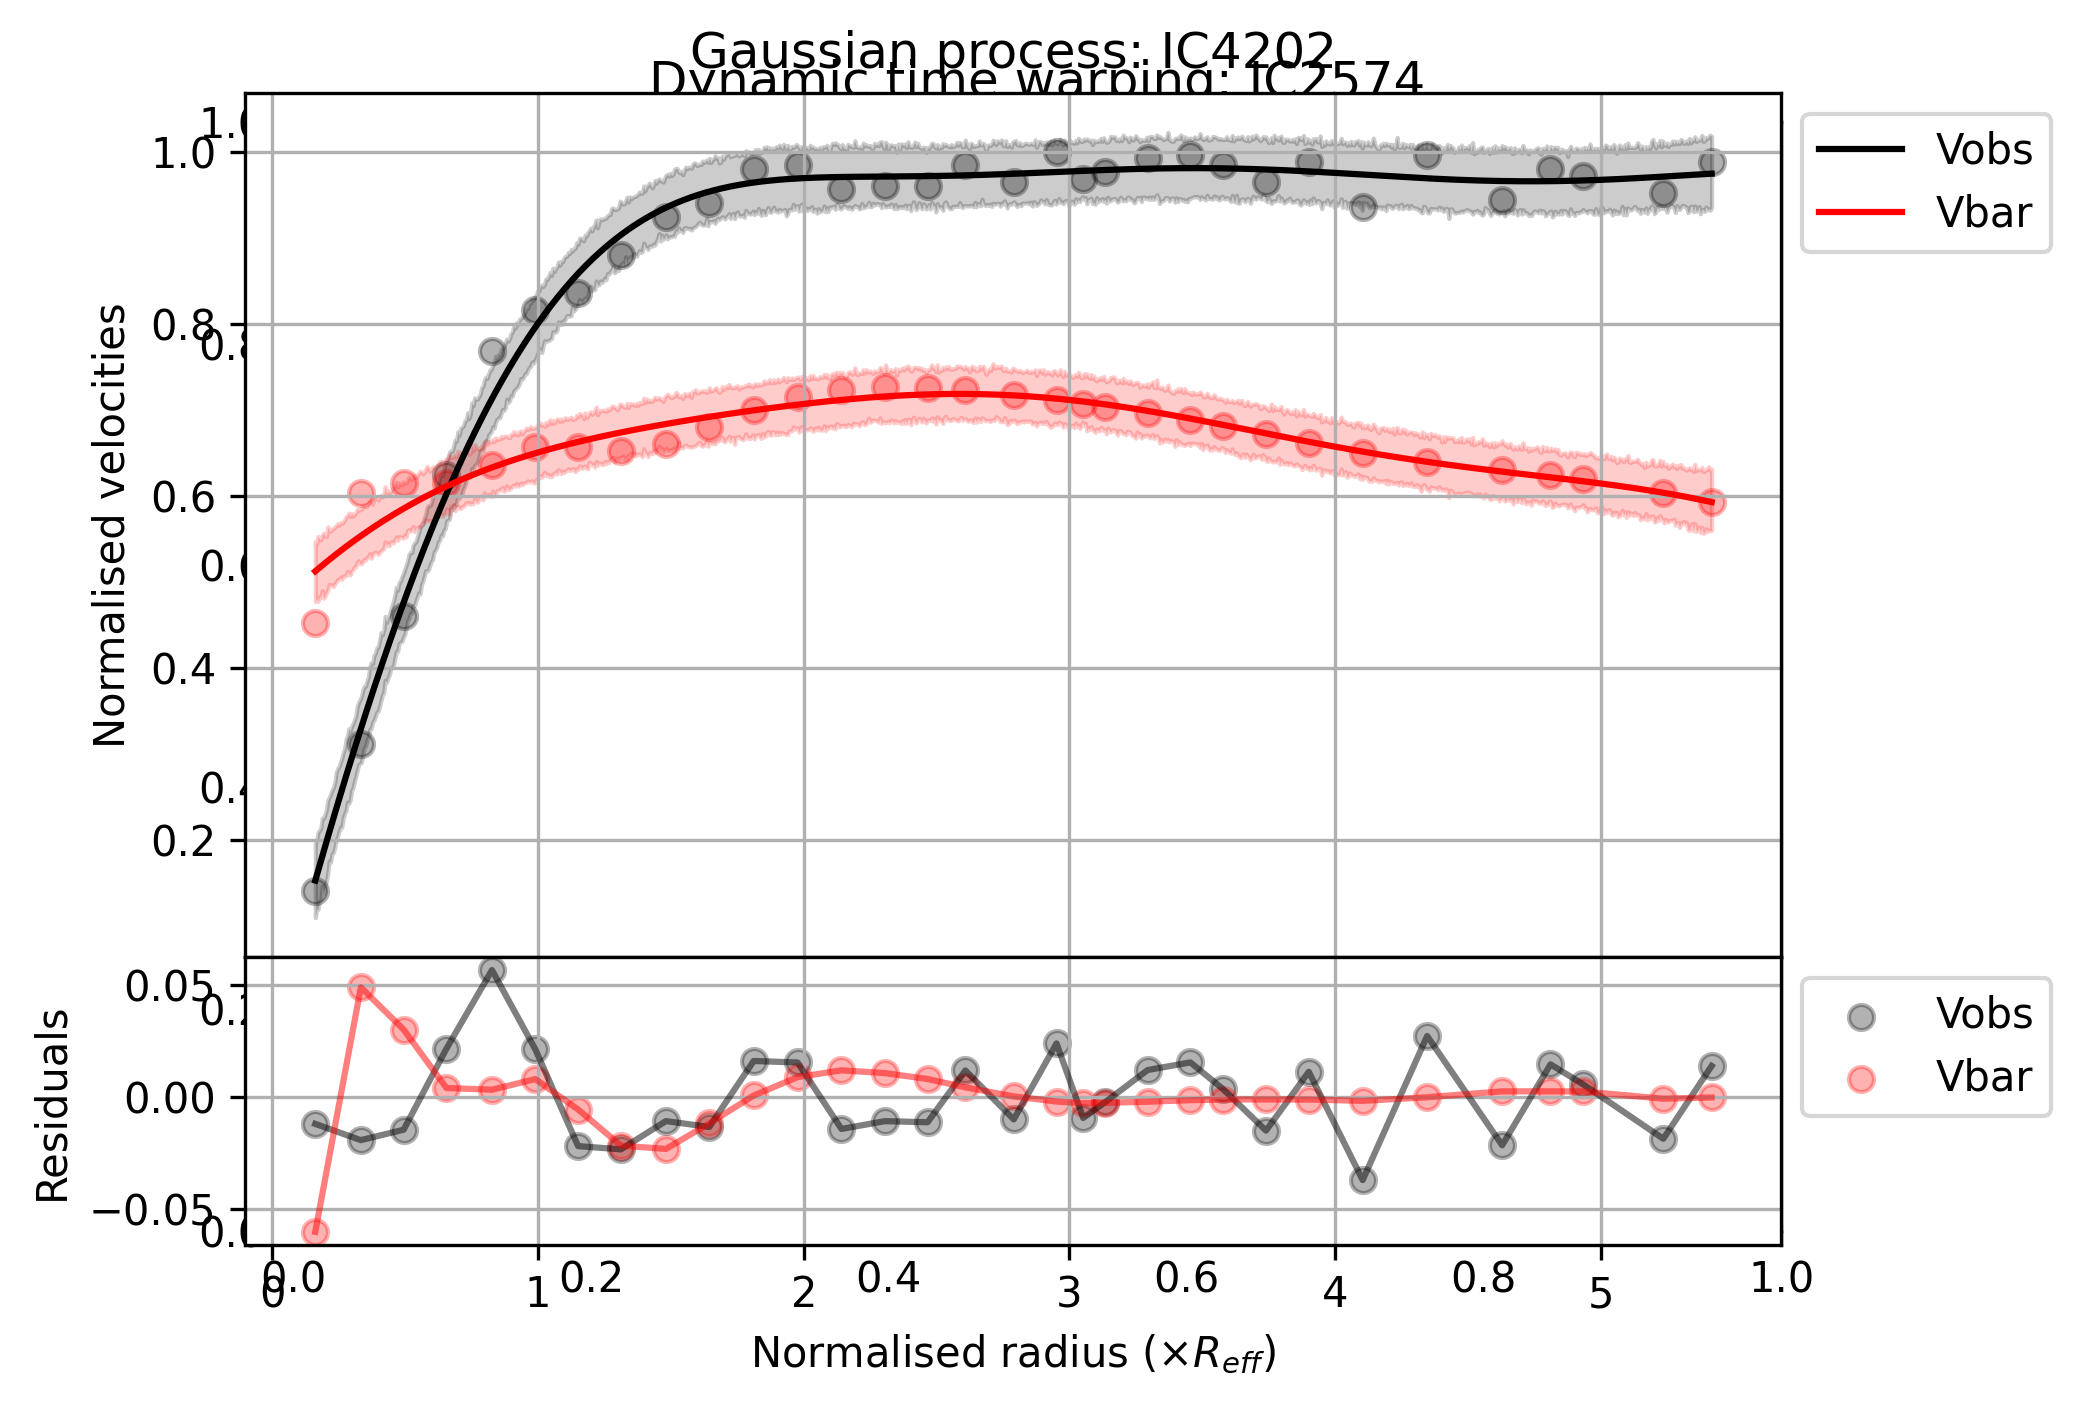 Gaussian process: IC4202
Dynamic time warping: IC2574
Normalised velocities
1.0
0.8
0.6
0.4
0.2
Vobs
Vbar
Residuals
0.05
0.00
−0.05
Vobs
Vbar
0.0 0.2 0.4 0.6 0.8 1.0
0 1 2 3 4 5
Normalised radius (×R_eff)